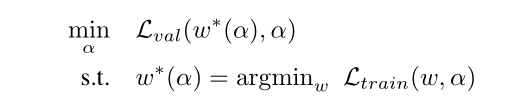 min_α ℒ_val(w*(α), α)
s.t. w*(α) = argmin_w ℒ_train(w, α)